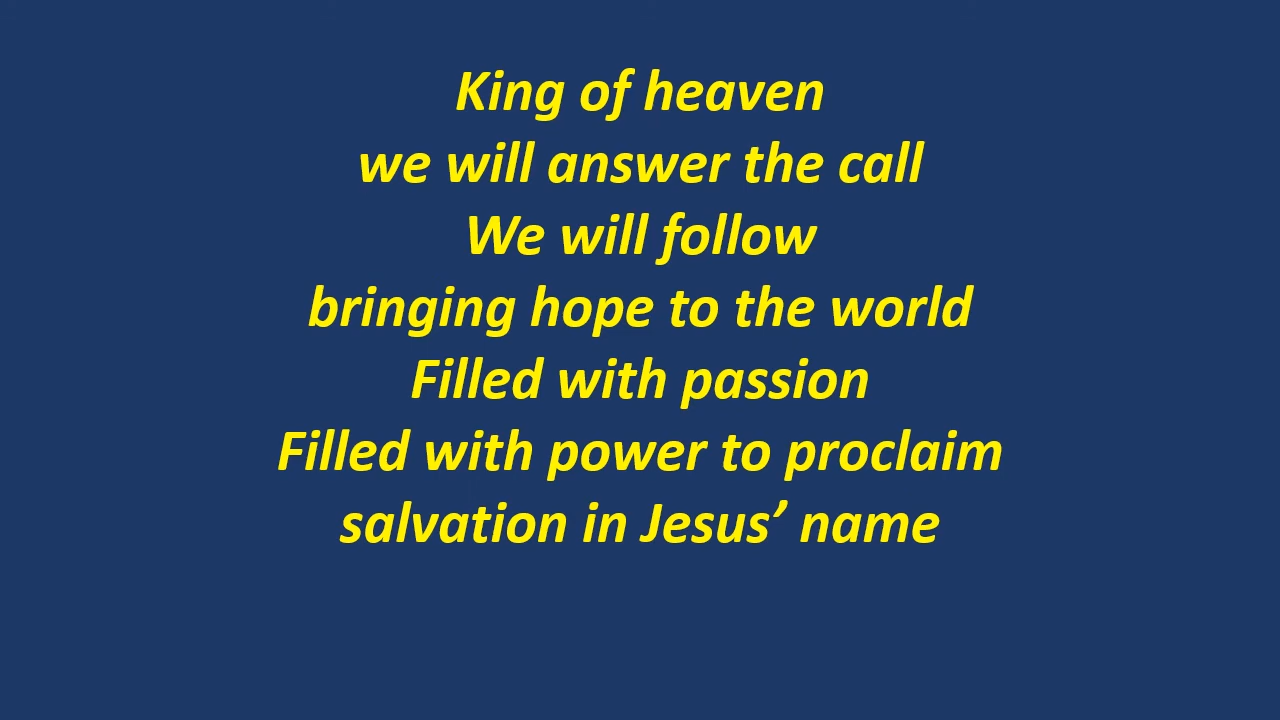 King of heaven
we will answer the call
We will follow
bringing hope to the world
Filled with passion
Filled with power to proclaim
salvation in Jesus’ name